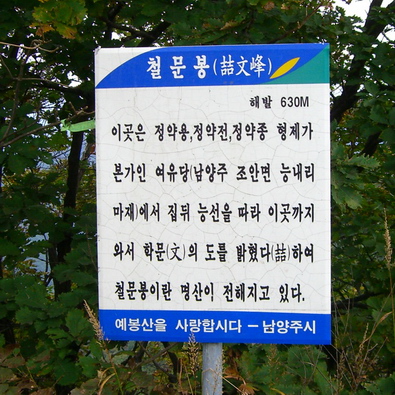 철문봉(詰文峰)
해발 630M
이곳은 정약용,정약전,정약종 형제가
본가인 여유당(남양주 조안면 능내리
마재)에서 집뒤 능선을 따라 이곳까지
와서 학문(文)의 도를 밝혔다(詰)하여
철문봉이란 명산이 전해지고 있다.
예봉산을 사랑합시다 – 남양주시